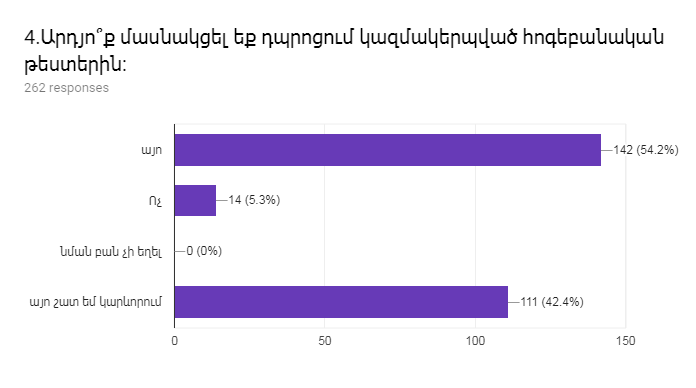 4.Արդյո՞ք մասնակցել եք դպրոցում կազմակերպված հոգեբանական
թեստերին:
262 responses
այո
142 (54.2%)
Ոչ
14 (5.3%)
նման բան չի եղել
0 (0%)
այո շատ եմ կարևորում
111 (42.4%)
0
50
100
150